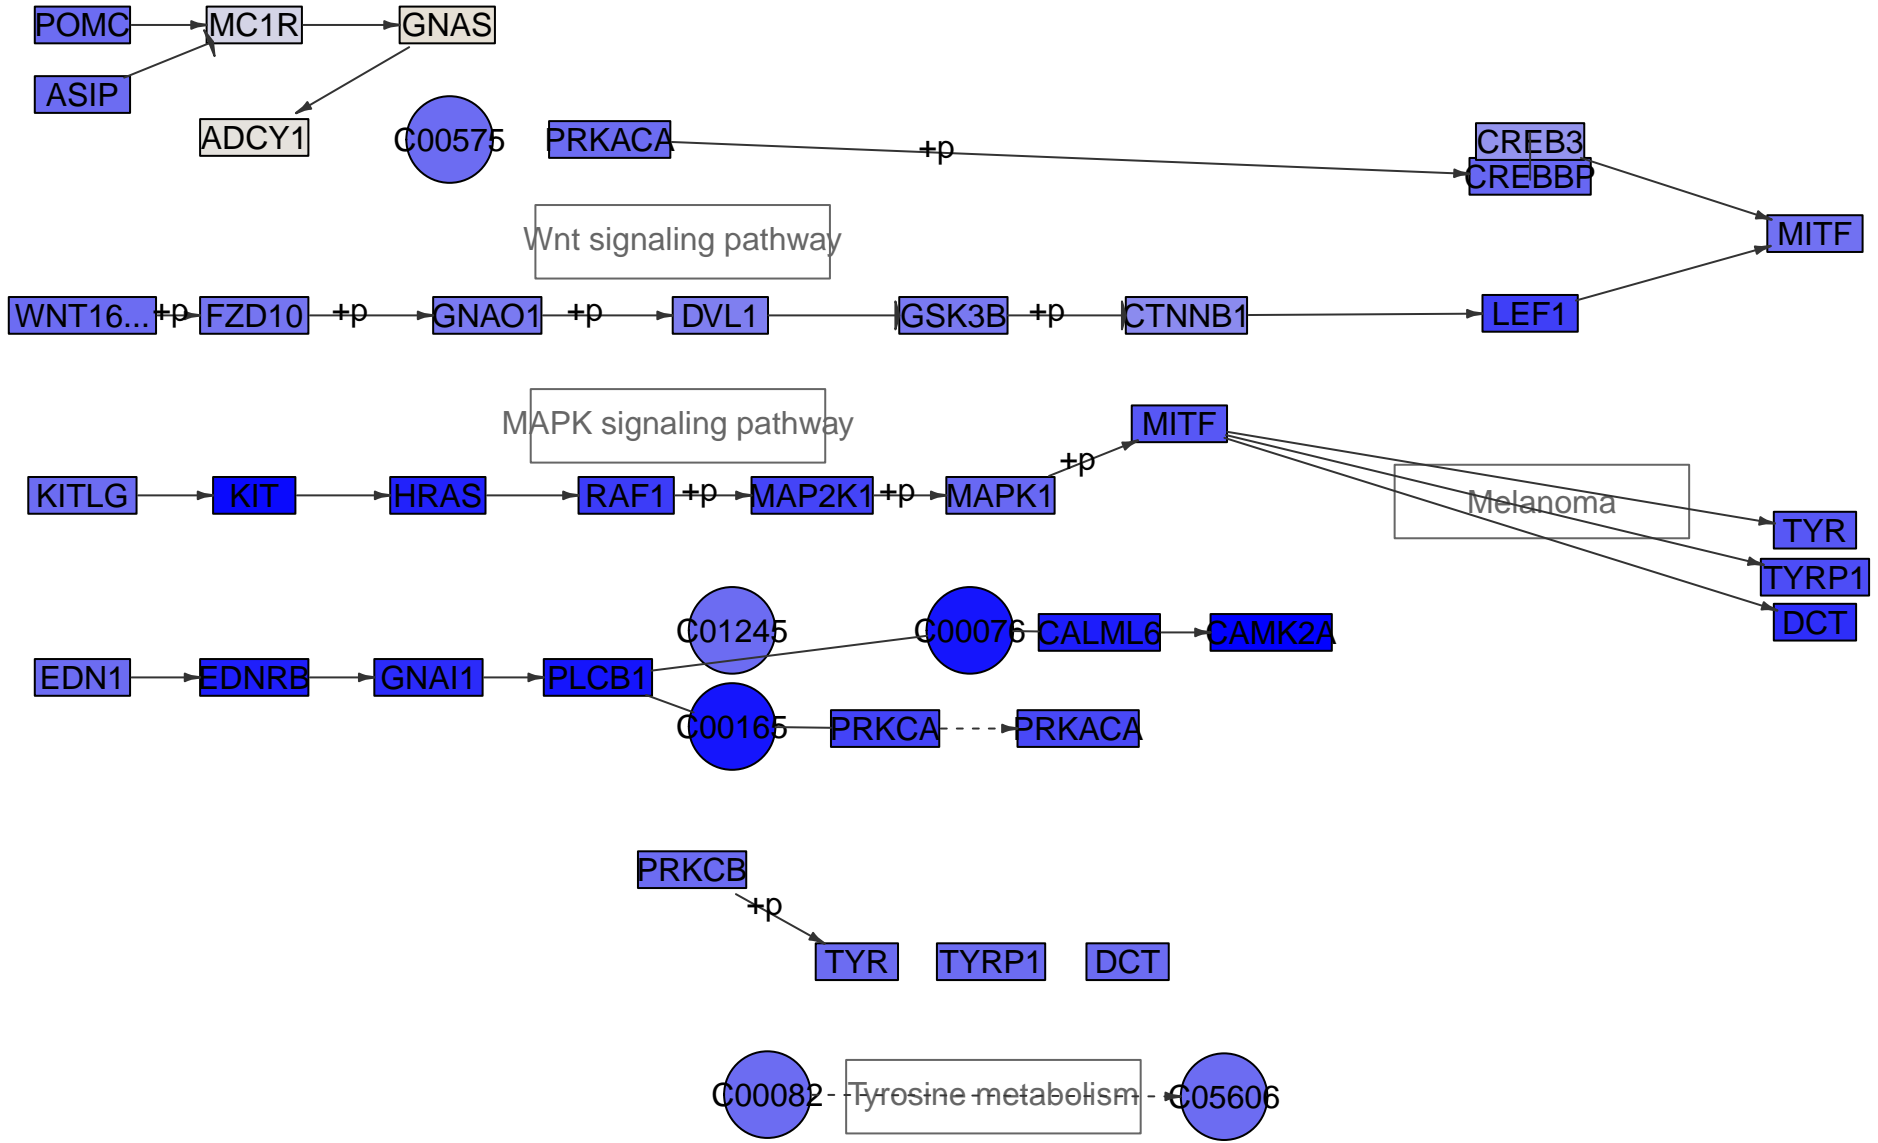 POMC
MC1R
GNAS
ASIP
ADCY1
C00575
PRKACA
+p
CREB3
CREBBP
MITF
Wnt signaling pathway
WNT16...
+p
FZD10
+p
GNAO1
+p
DVL1
GSK3B
+p
CTNNB1
LEF1
MAPK signaling pathway
MITF
KITLG
KIT
HRAS
RAF1
+p
MAP2K1
+p
MAPK1
+p
Melanoma
TYR
TYRP1
DCT
C01245
C00076
CALML6
CAMK2A
EDN1
EDNRB
GNAI1
PLCB1
C00165
PRKCA
PRKACA
PRKCB
+p
TYR
TYRP1
DCT
C00082
Tyrosine metabolism
C05606